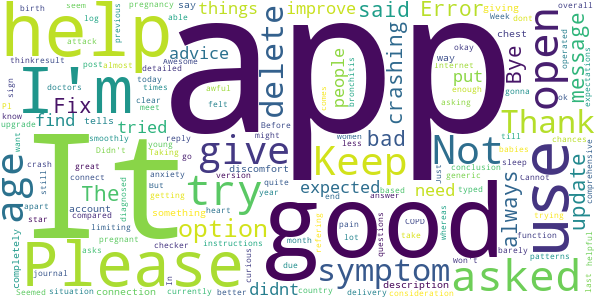 app
good
It
help
I'm
Please
use
try
Keep
Not
open
asked
symptom
give
age
Thank
option
delete
Error
message
update
always
crashing
Fix
The
said
things
improve
advice
find
tried
people
put
Bye
bad
expected
need
didnt
birth
seem
log
able
pregnancy
say
previous
attack
thinkresult
Awesome
post
almost
detailed
doctors
today
times
sign
clear
meet
tells
know
upgrade
smoothly
Didn't
reply
might
Before
awful
felt
asking
bronchitis
comes
internet
enough
okay
way
chest
giving
dont
Week
overall
operated
expectations
ok
want
go
crash
young
Taking
women
less
discomfort
till
babies
sleep
Cannot
chances
comprehensive
still
great
connect
version
quite
year
anxiety
But
getting
something
heart
apart
star
account
compared
limiting
diagnosed
pregnant
checker
instructions
completely
asks
journal
In
curious
Seemed
situation
connection
currently
better
month
due
pain
lot
country
end
answer
questions
COPD
take
delivery
consideration
based
Just
typed
conclusion
generic
whereas
description
won't
barely
trying
function
patterns
helpful
last